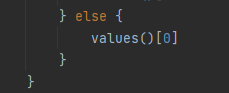 } else {
values()[0]
}
}